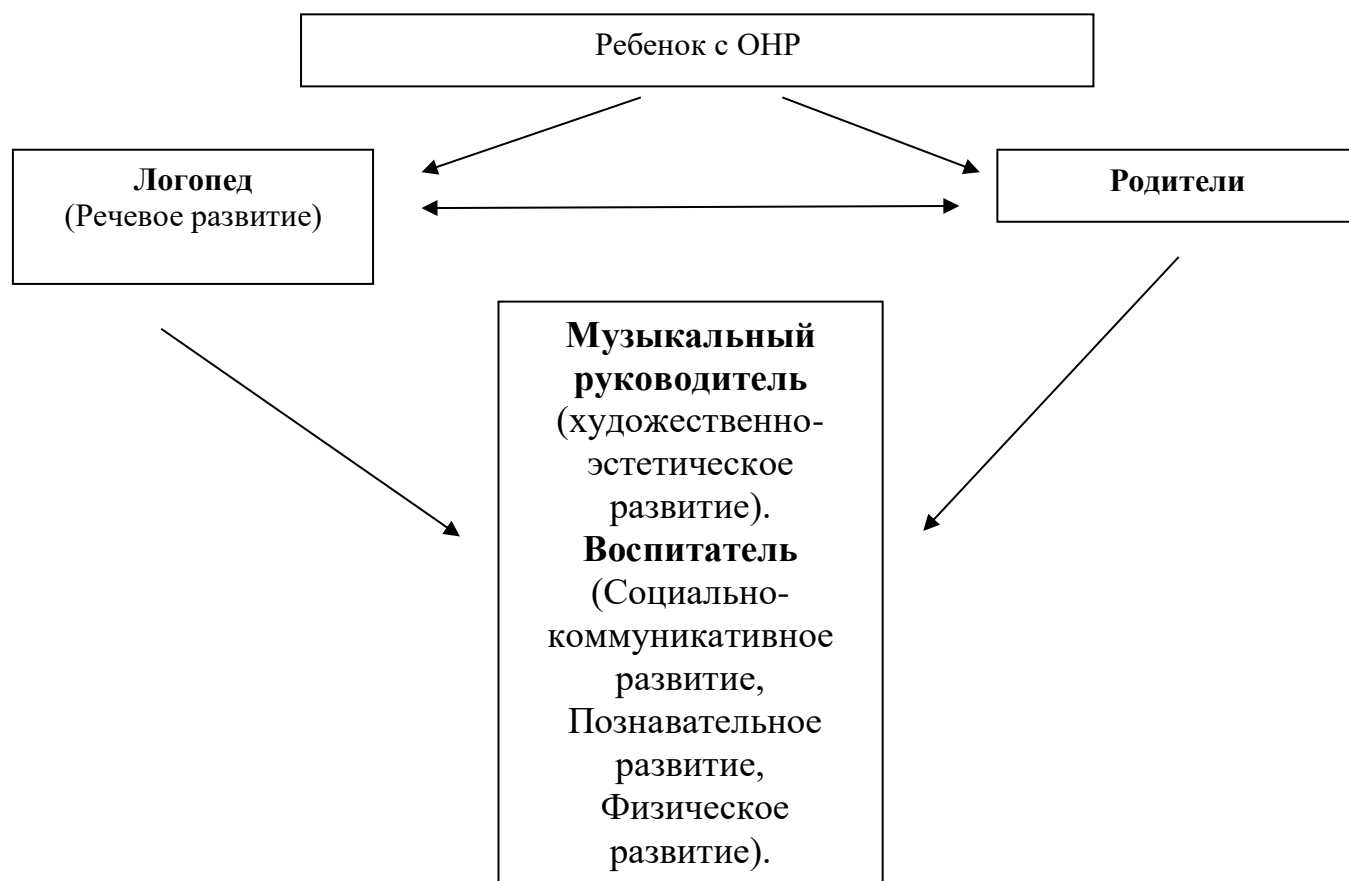 Ребенок с ОНР
Логопед
(Речевое развитие)
Родители
Музыкальный
руководитель
(художественно-
эстетическое
развитие).
Воспитатель
(Социально-
коммуникативное
развитие,
Познавательное
развитие,
Физическое
развитие).